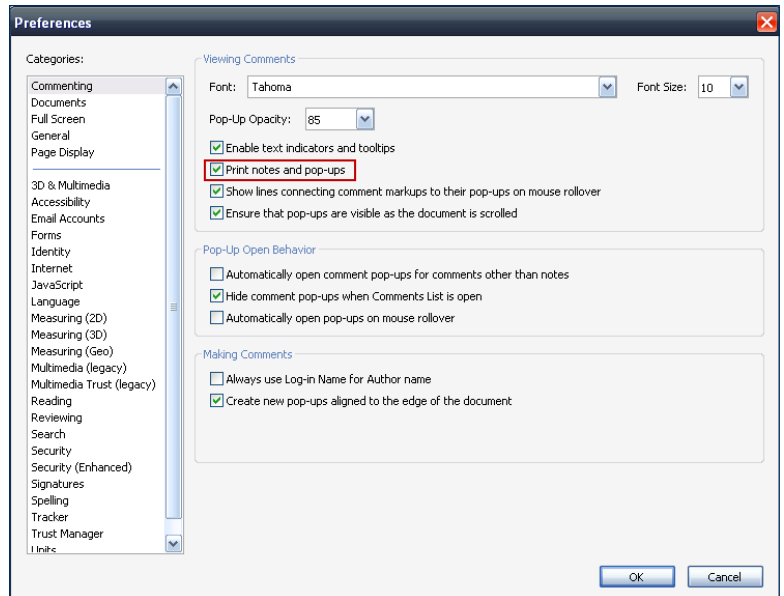 Preferences
Categories:
Commenting
Documents
Full Screen
General
Page Display
3D & Multimedia
Accessibility
Email Accounts
Forms
Identity
Internet
JavaScript
Language
Measuring (2D)
Measuring (3D)
Measuring (Geo)
Multimedia (legacy)
Multimedia Trust (legacy)
Reading
Reviewing
Search
Security
Security (Enhanced)
Signatures
Spelling
Tracker
Trust Manager
Units
Viewing Comments
Font: Tahoma Font Size: 10
Pop-Up Opacity: 85
Enable text indicators and tooltips
Print notes and pop-ups
Show lines connecting comment markups to their pop-ups on mouse rollover
Ensure that pop-ups are visible as the document is scrolled
Pop-Up Open Behavior
Automatically open comment pop-ups for comments other than notes
Hide comment pop-ups when Comments List is open
Automatically open pop-ups on mouse rollover
Making Comments
Always use Log-in Name for Author name
Create new pop-ups aligned to the edge of the document
OK Cancel